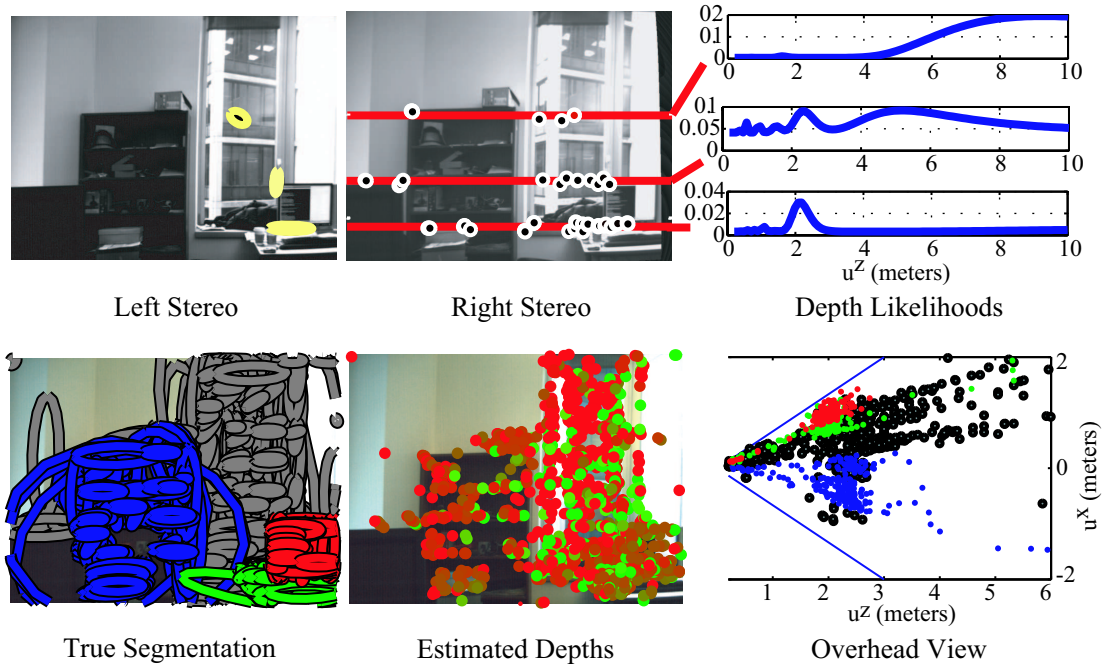 0.2
0.1
0
0 2 4 6 8 10
0.1
0.05
0
0 2 4 6 8 10
0.04
0.02
0
0 2 4 6 8 10
u^z (meters)
Left Stereo Right Stereo Depth Likelihoods
2
0
-2
u^x (meters)
1 2 3 4 5 6
u^z (meters)
True Segmentation Estimated Depths Overhead View